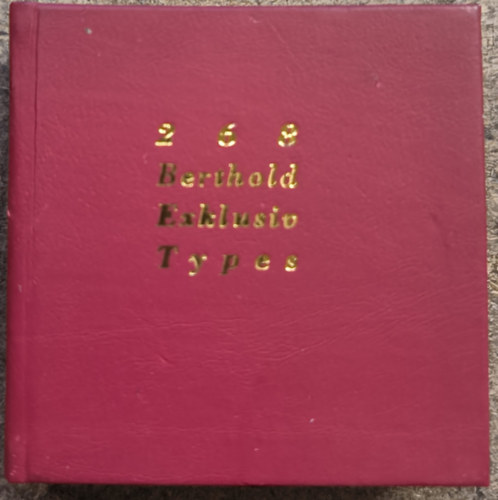 2 6 8
Berthold
Exklusiv
Types